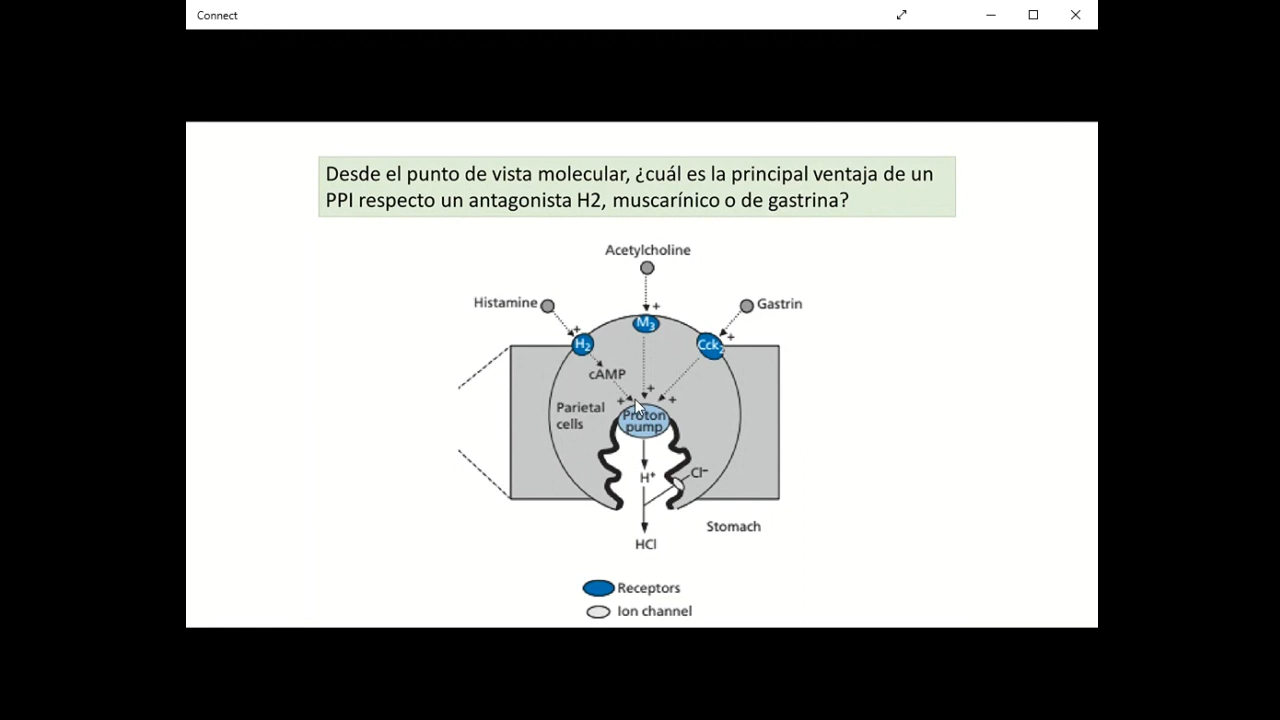 Connect
Desde el punto de vista molecular, ¿cuál es la principal ventaja de un
PPI respecto un antagonista H2, muscarínico o de gastrina?
Acetylcholine
Histamine
Gastrin
+
+
+
M3
H2
Cck2
cAMP
+
+
+
Parietal
cells
Proton
pump
H+
Cl−
Stomach
HCl
Receptors
Ion channel